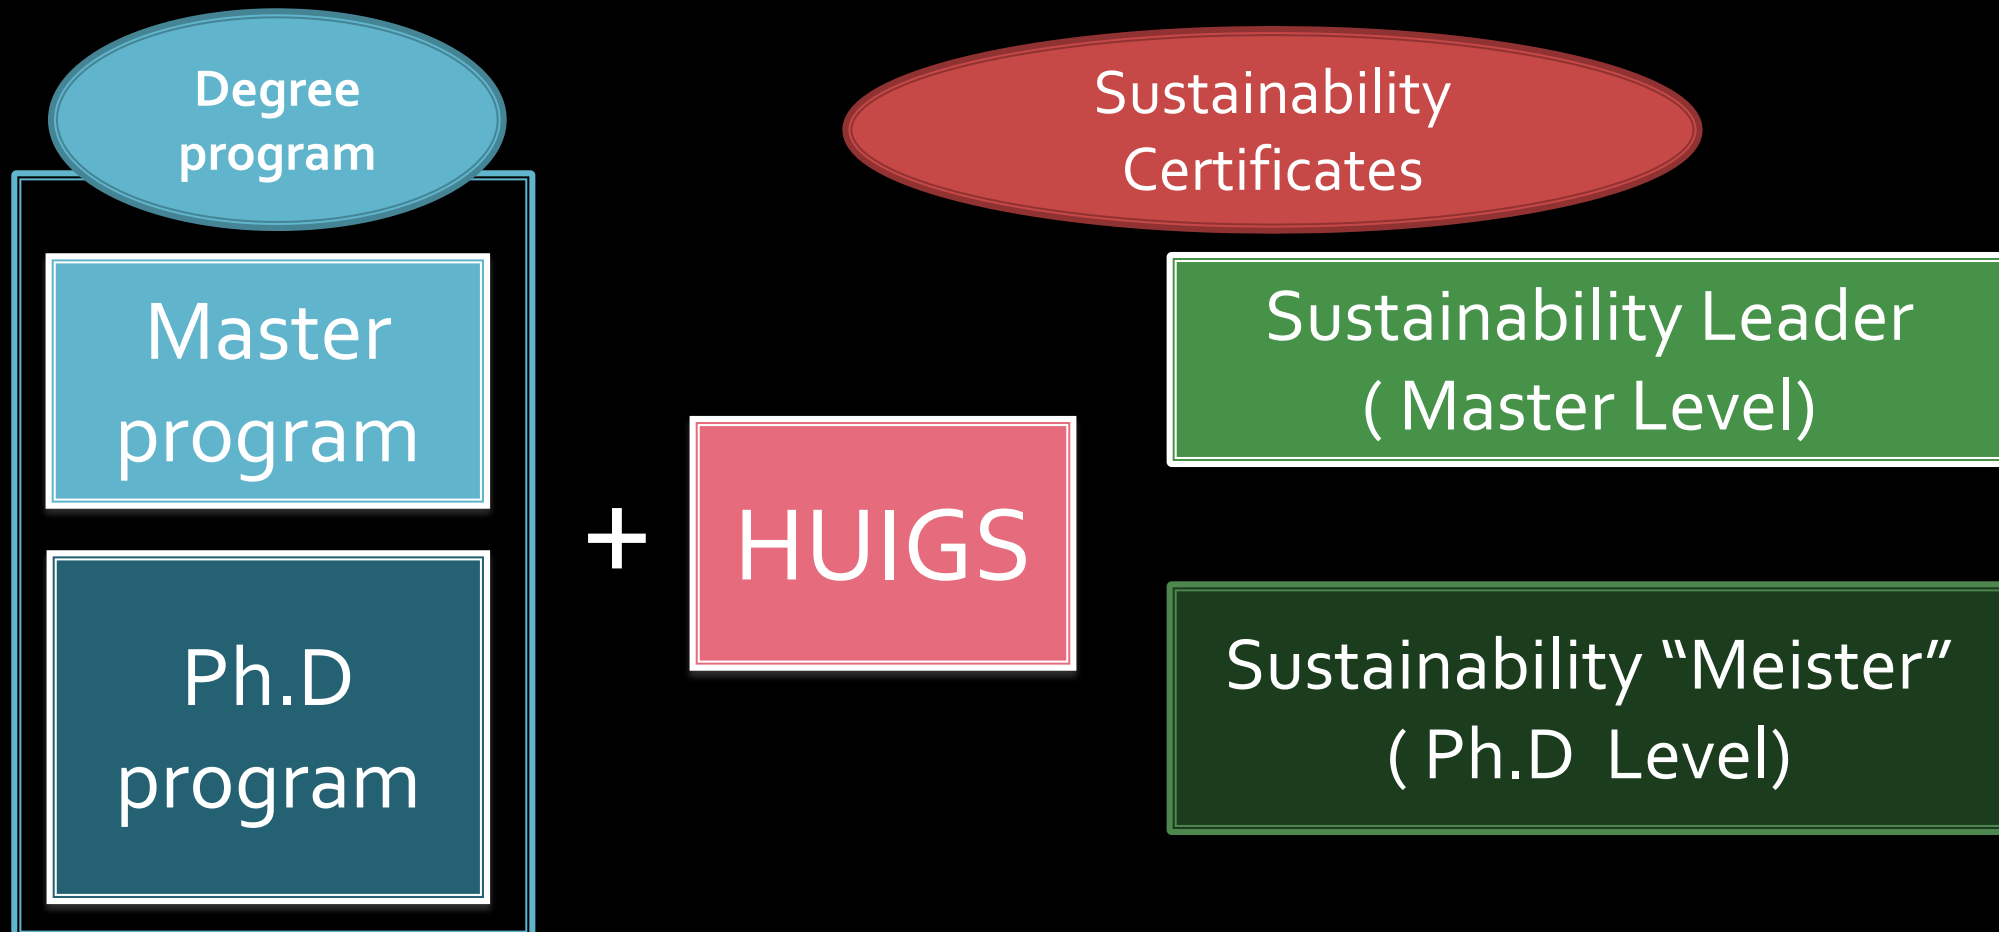 Degree
program
Master
program
Ph.D
program
+
HUIGS
Sustainability
Certificates
Sustainability Leader
( Master Level)
Sustainability “Meister”
( Ph.D  Level)